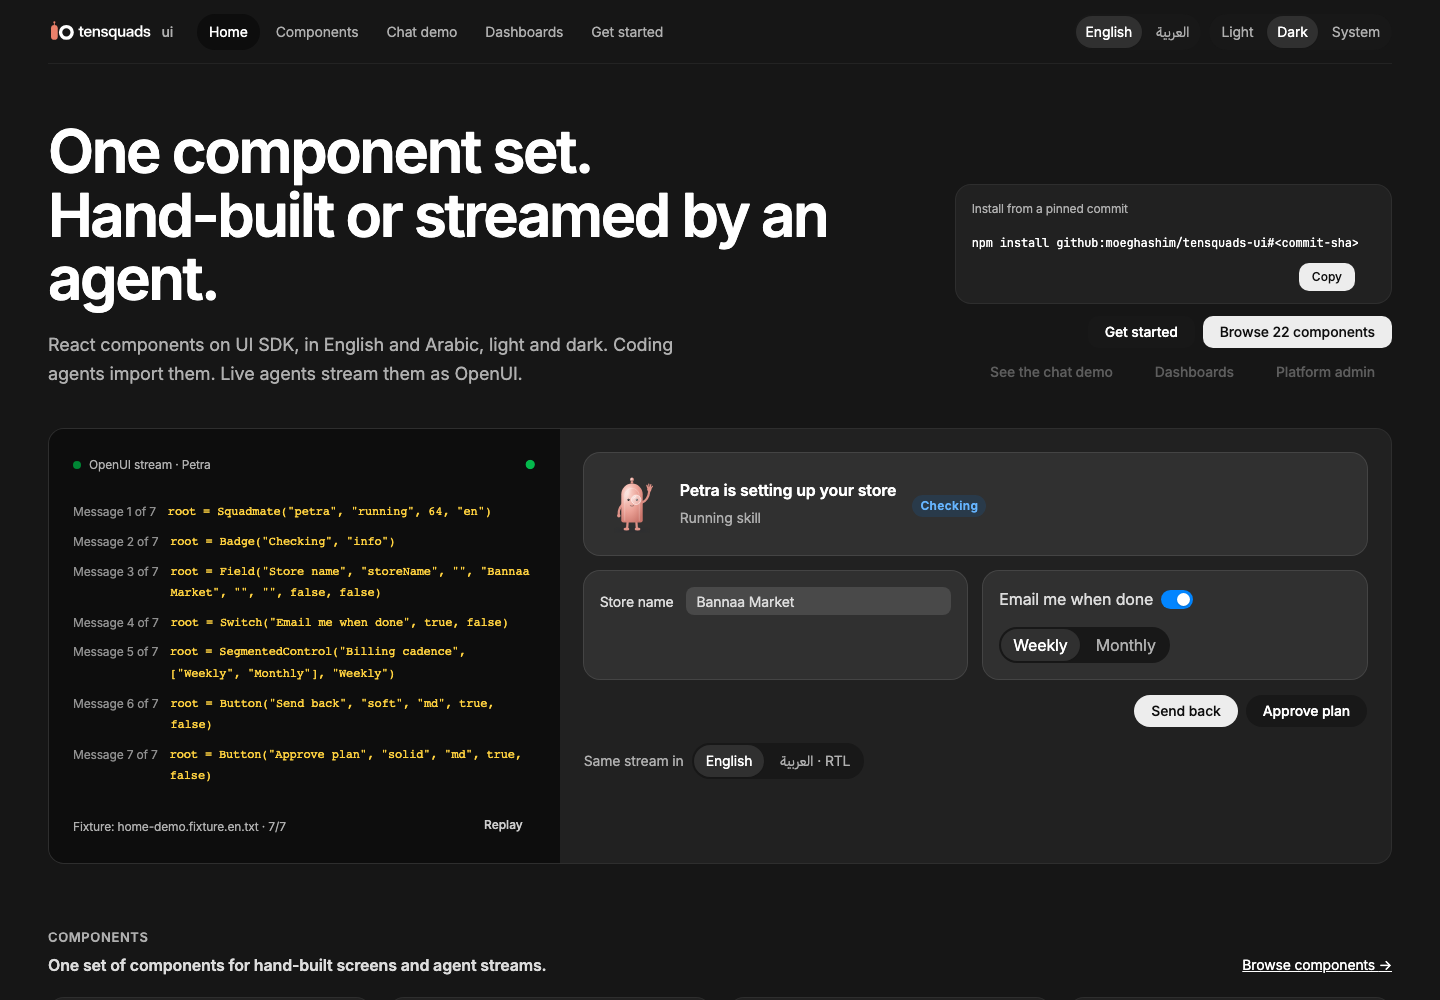 tensquads ui
Home
Components
Chat demo
Dashboards
Get started
English
العربية
Light
Dark
System
One component set.
Hand-built or streamed by an
agent.
React components on UI SDK, in English and Arabic, light and dark. Coding
agents import them. Live agents stream them as OpenUI.
Install from a pinned commit
npm install github:moeghashim/tensquads-ui#<commit-sha>
Copy
Get started
Browse 22 components
See the chat demo
Dashboards
Platform admin
OpenUI stream · Petra
Message 1 of 7 root = Squadmate("petra", "running", 64, "en")
Message 2 of 7 root = Badge("Checking", "info")
Message 3 of 7 root = Field("Store name", "storeName", "", "Bannaa
Market", "", "", false, false)
Message 4 of 7 root = Switch("Email me when done", true, false)
Message 5 of 7 root = SegmentedControl("Billing cadence",
["Weekly", "Monthly"], "Weekly")
Message 6 of 7 root = Button("Send back", "soft", "md", true,
false)
Message 7 of 7 root = Button("Approve plan", "solid", "md", true,
false)
Fixture: home-demo.fixture.en.txt · 7/7
Replay
Petra is setting up your store
Running skill
Checking
Store name
Bannaa Market
Email me when done
Weekly
Monthly
Send back
Approve plan
Same stream in
English
العربية · RTL
COMPONENTS
One set of components for hand-built screens and agent streams.
Browse components →